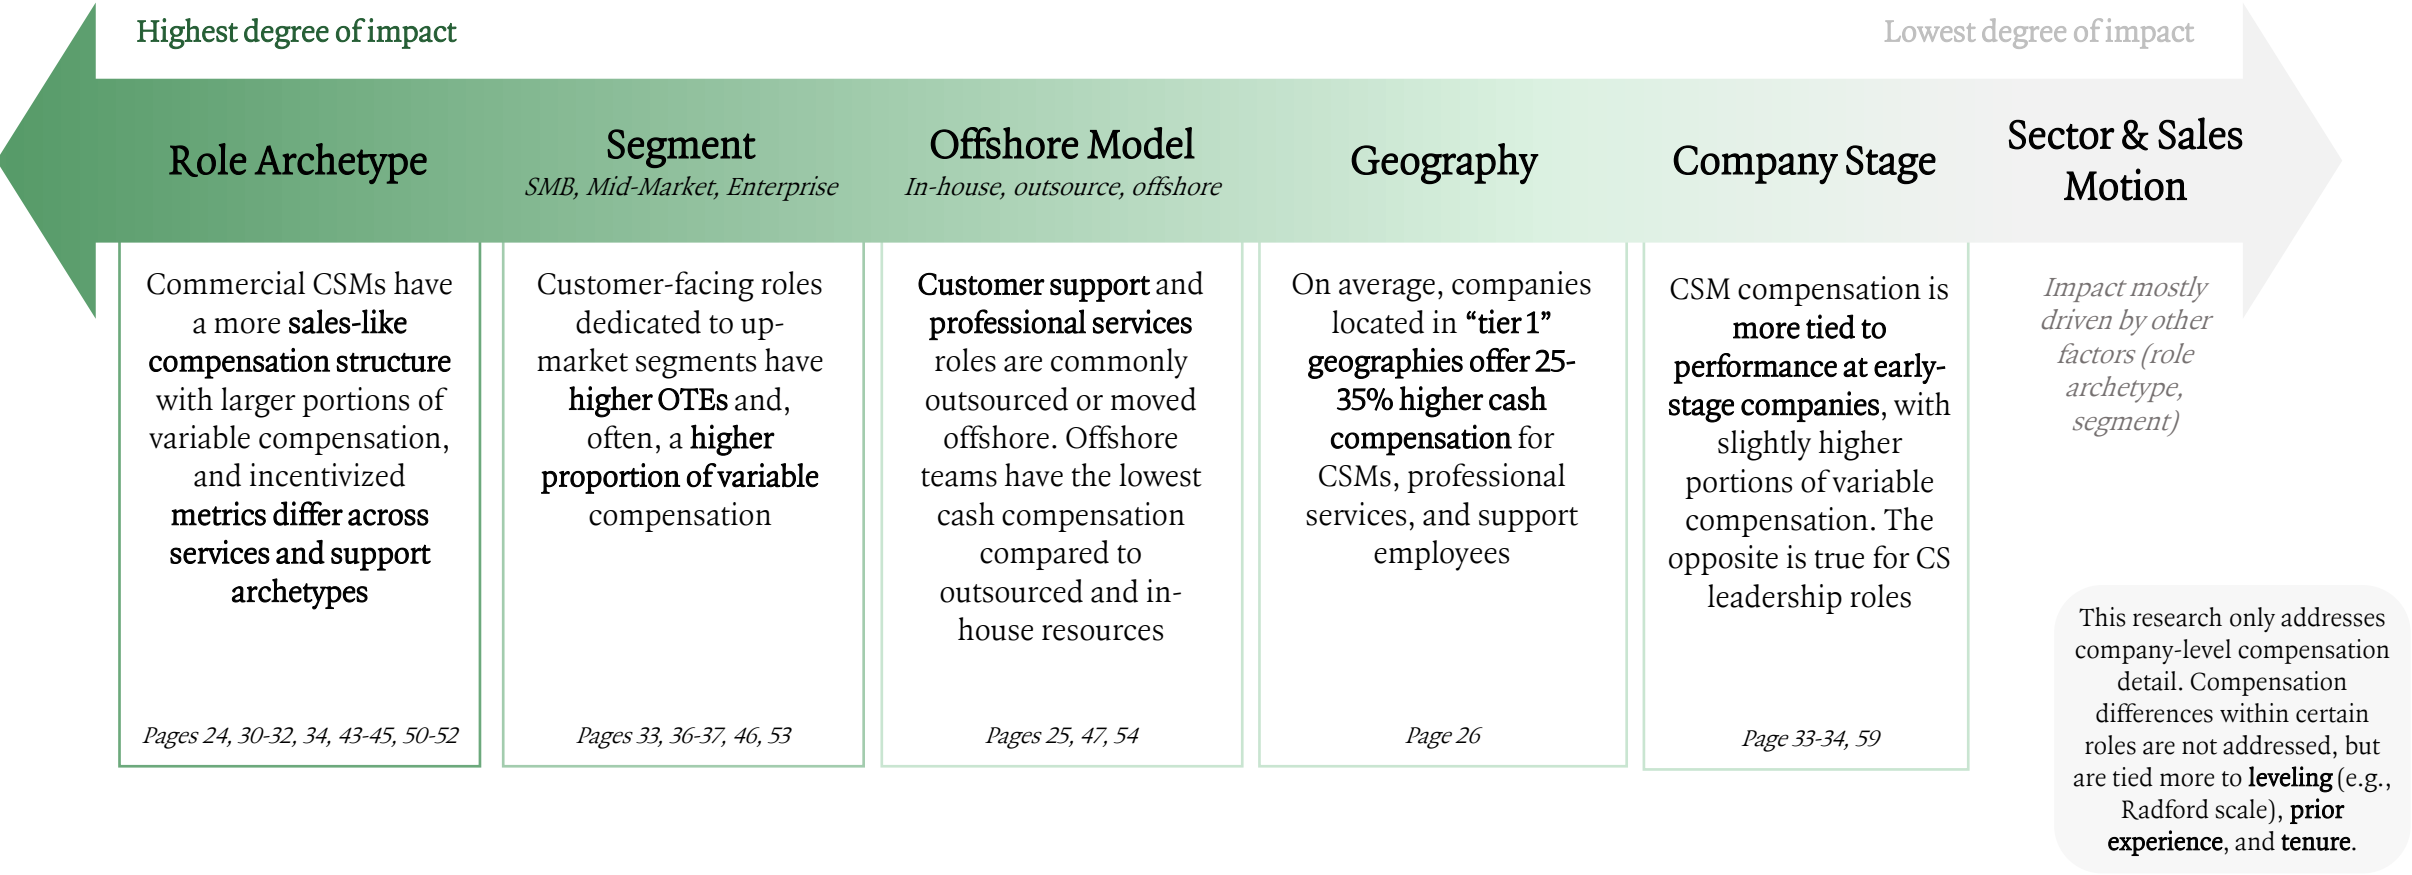 Highest degree of impact
Lowest degree of impact
Role Archetype
Segment
SMB, Mid-Market, Enterprise
Offshore Model
In-house, outsource, offshore
Geography
Company Stage
Sector & Sales
Motion
Commercial CSMs have
a more sales-like
compensation structure
with larger portions of
variable compensation,
and incentivized
metrics differ across
services and support
archetypes
Pages 24, 30-32, 34, 43-45, 50-52
Customer-facing roles
dedicated to up-
market segments have
higher OTEs and,
often, a higher
proportion of variable
compensation
Pages 33, 36-37, 46, 53
Customer support and
professional services
roles are commonly
outsourced or moved
offshore. Offshore
teams have the lowest
cash compensation
compared to
outsourced and in-
house resources
Pages 25, 47, 54
On average, companies
located in “tier 1”
geographies offer 25-
35% higher cash
compensation for
CSMs, professional
services, and support
employees
Page 26
CSM compensation is
more tied to
performance at early-
stage companies, with
slightly higher
portions of variable
compensation. The
opposite is true for CS
leadership roles
Page 33-34, 59
Impact mostly
driven by other
factors (role
archetype,
segment)
This research only addresses
company-level compensation
detail. Compensation
differences within certain
roles are not addressed, but
are tied more to leveling (e.g.,
Radford scale), prior
experience, and tenure.